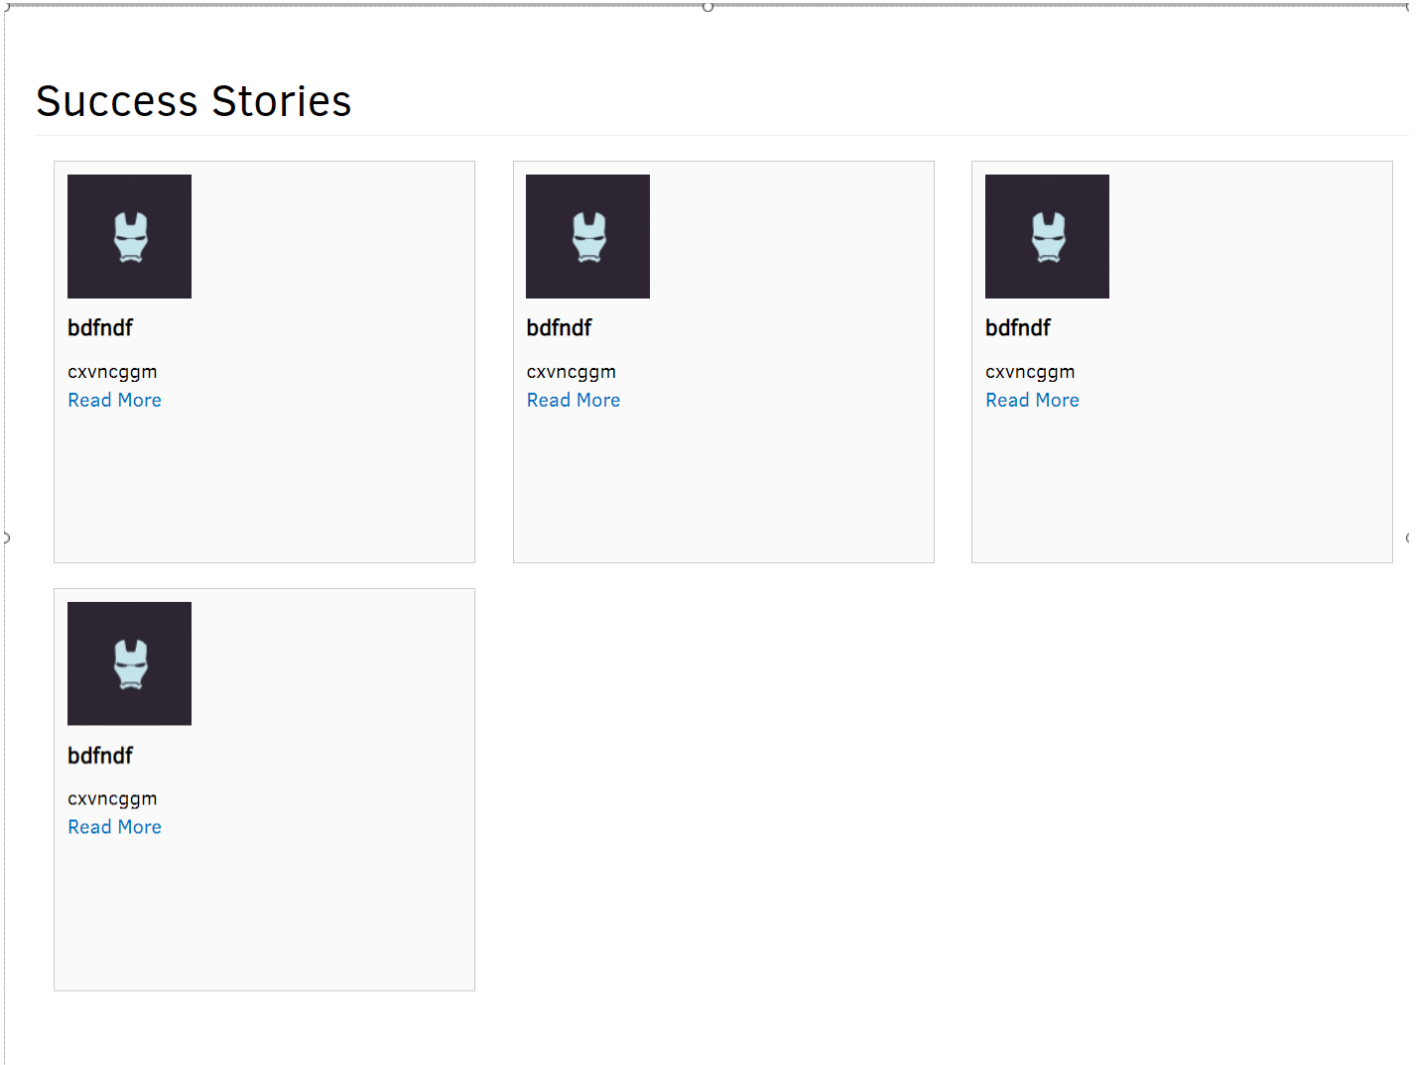 Success Stories
bdfndf
cxvncggm
Read More
bdfndf
cxvncggm
Read More
bdfndf
cxvncggm
Read More
bdfndf
cxvncggm
Read More